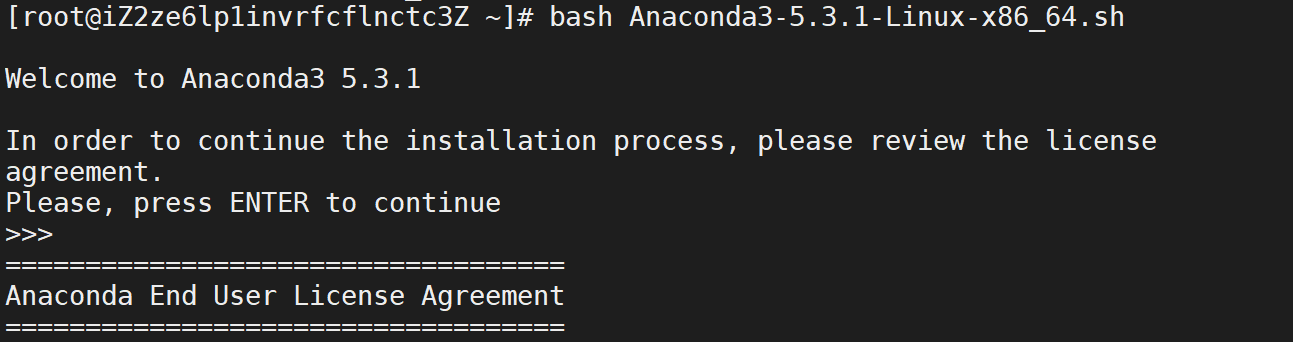 [root@iZ2ze6lp1invrfcflnctc3Z ~]# bash Anaconda3-5.3.1-Linux-x86_64.sh
Welcome to Anaconda3 5.3.1
In order to continue the installation process, please review the license
agreement.
Please, press ENTER to continue
>>>
===================================
Anaconda End User License Agreement
===================================